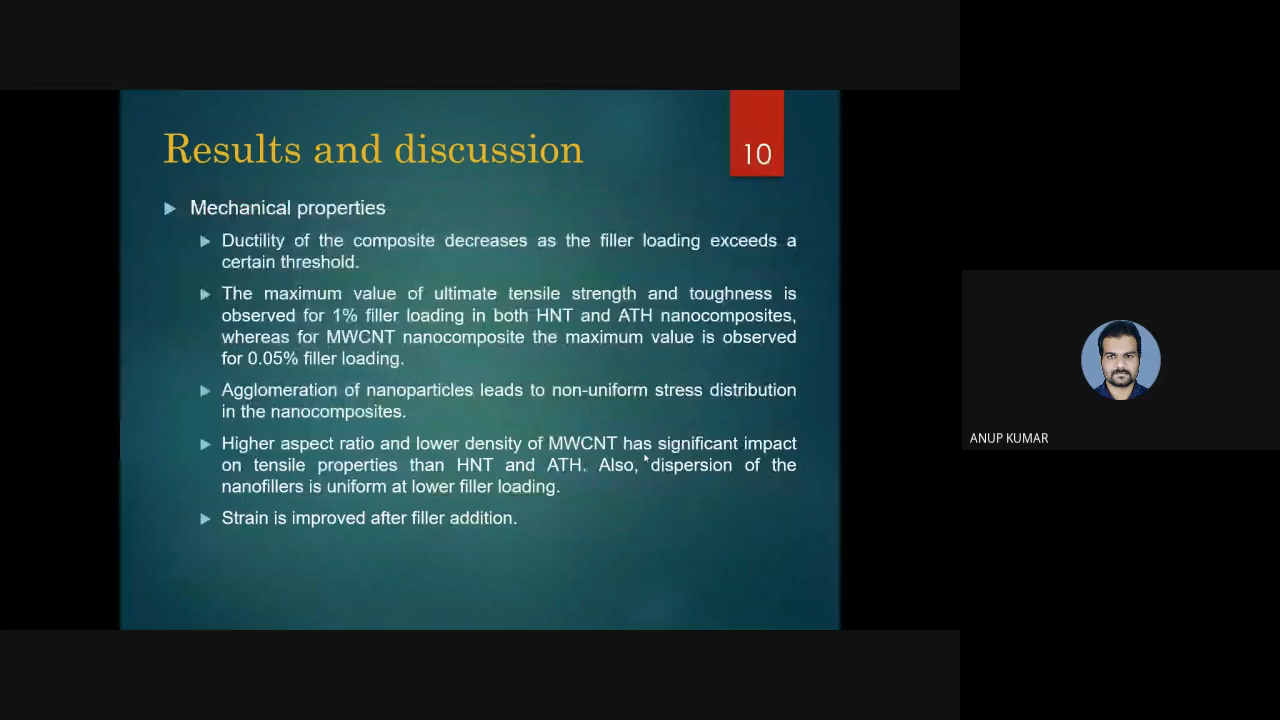 Results and discussion
10
Mechanical properties
Ductility of the composite decreases as the filler loading exceeds a
certain threshold.
The maximum value of ultimate tensile strength and toughness is
observed for 1% filler loading in both HNT and ATH nanocomposites,
whereas for MWCNT nanocomposite the maximum value is observed
for 0.05% filler loading.
Agglomeration of nanoparticles leads to non-uniform stress distribution
in the nanocomposites.
Higher aspect ratio and lower density of MWCNT has significant impact
on tensile properties than HNT and ATH. Also, dispersion of the
nanofillers is uniform at lower filler loading.
Strain is improved after filler addition.
ANUP KUMAR